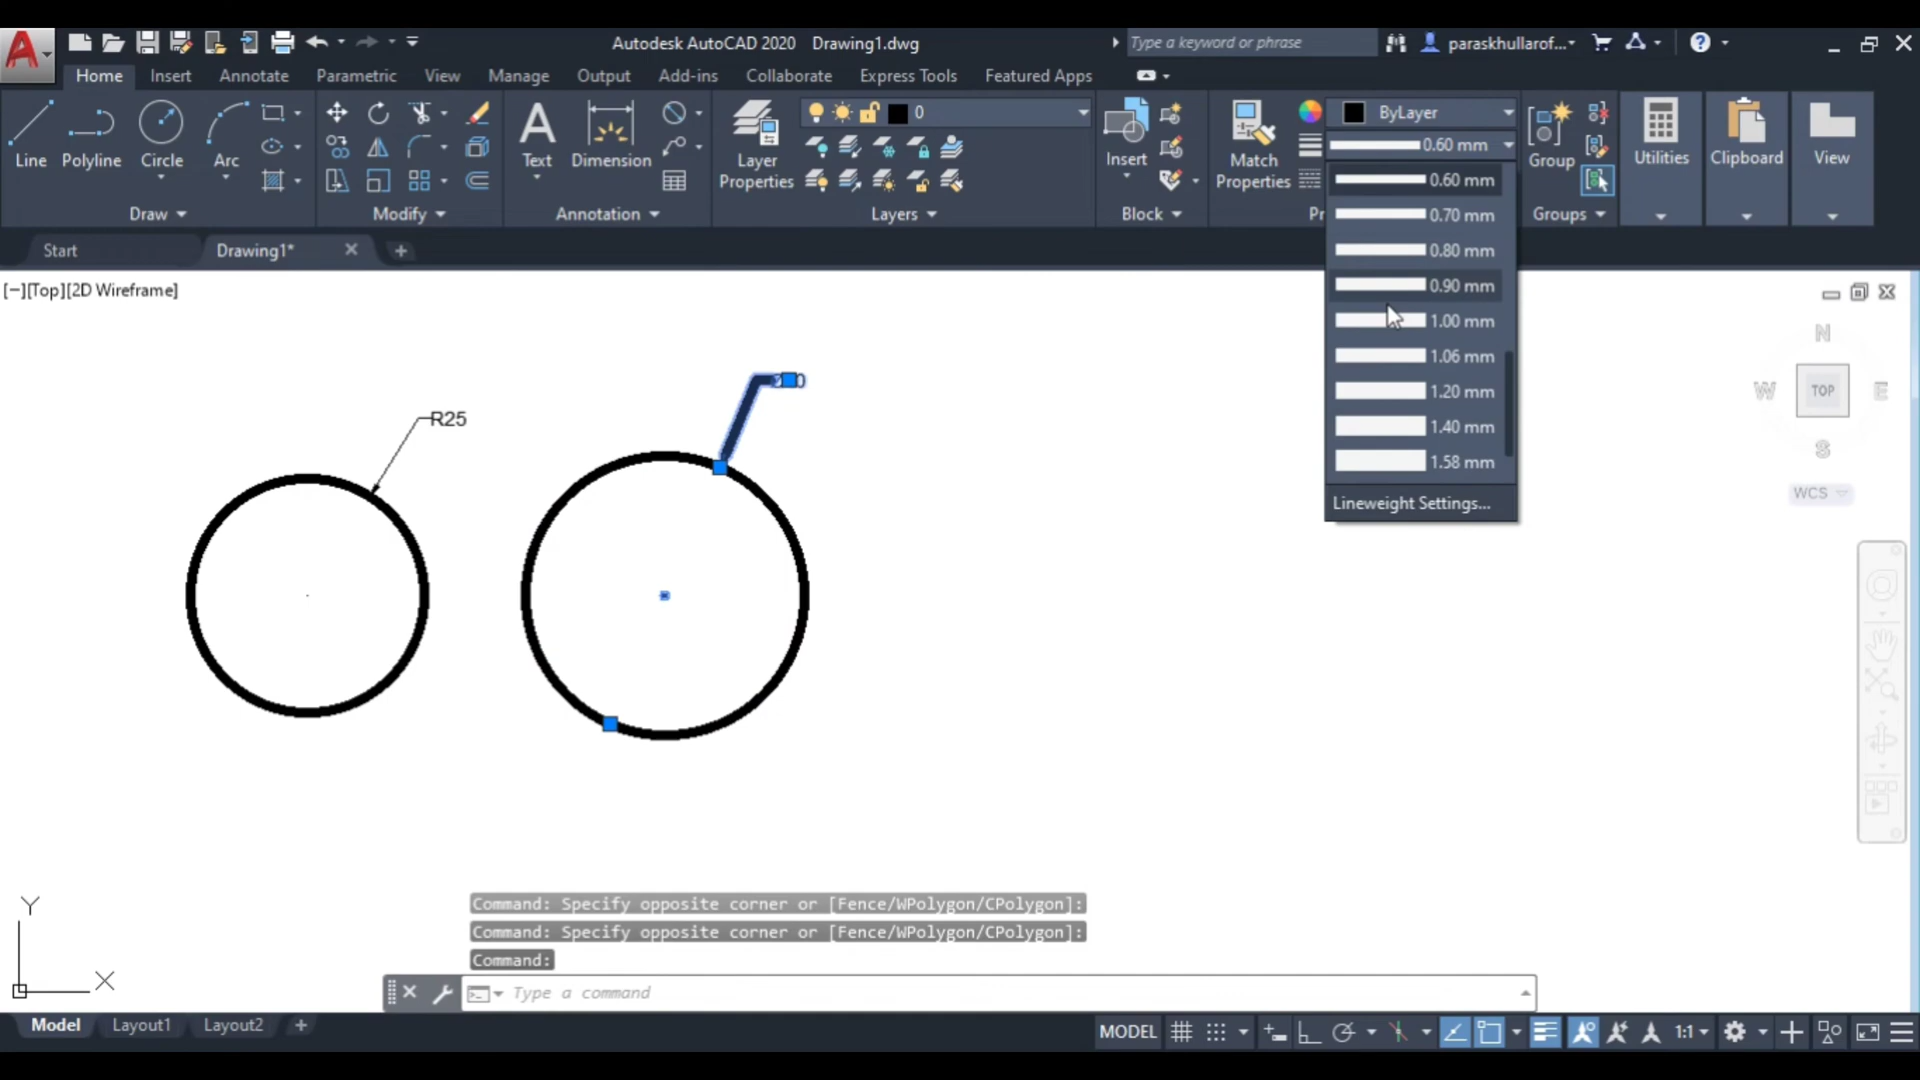 Autodesk AutoCAD 2020 Drawing1.dwg
Type a keyword or phrase
paraskhullarof...
Home Insert Annotate Parametric View Manage Output Add-ins Collaborate Express Tools Featured Apps
Line Polyline Circle Arc
Draw
Modify
Text Dimension
Annotation
Layer Properties
0
Layers
Insert
Block
Match Properties
ByLayer
0.60 mm
Pr
Group
Groups
Utilities
Clipboard
View
0.60 mm
0.70 mm
0.80 mm
0.90 mm
1.00 mm
1.06 mm
1.20 mm
1.40 mm
1.58 mm
Lineweight Settings...
Start
Drawing1*
[−][Top][2D Wireframe]
R25
N
W TOP E
S
WCS
Y
X
Command: Specify opposite corner or [Fence/WPolygon/CPolygon]:
Command: Specify opposite corner or [Fence/WPolygon/CPolygon]:
Command:
Type a command
Model Layout1 Layout2
MODEL
1:1